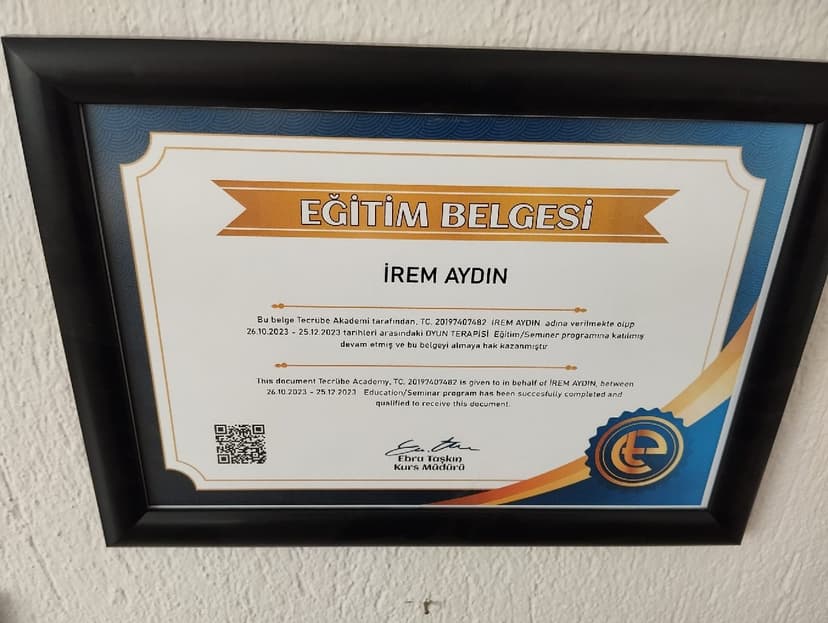 EĞİTİM BELGESİ
İREM AYDIN
Bu belge Tecrübe Akademi tarafından, TC. 20197407482 İREM AYDIN adına verilmekte olup
26.10.2023 - 25.12.2023 tarihleri arasındaki OYUN TERAPİSİ Eğitim/Seminer programına katılmış
devam etmiş ve bu belgeyi almaya hak kazanmıştır
This document Tecrübe Academy, TC. 20197407482 is given to in behalf of İREM AYDIN, between
26.10.2023 - 25.12.2023 Education/Seminar program has been succesfully completed and
qualified to receive this document.
Ebru Taşkın
Kurs Müdürü